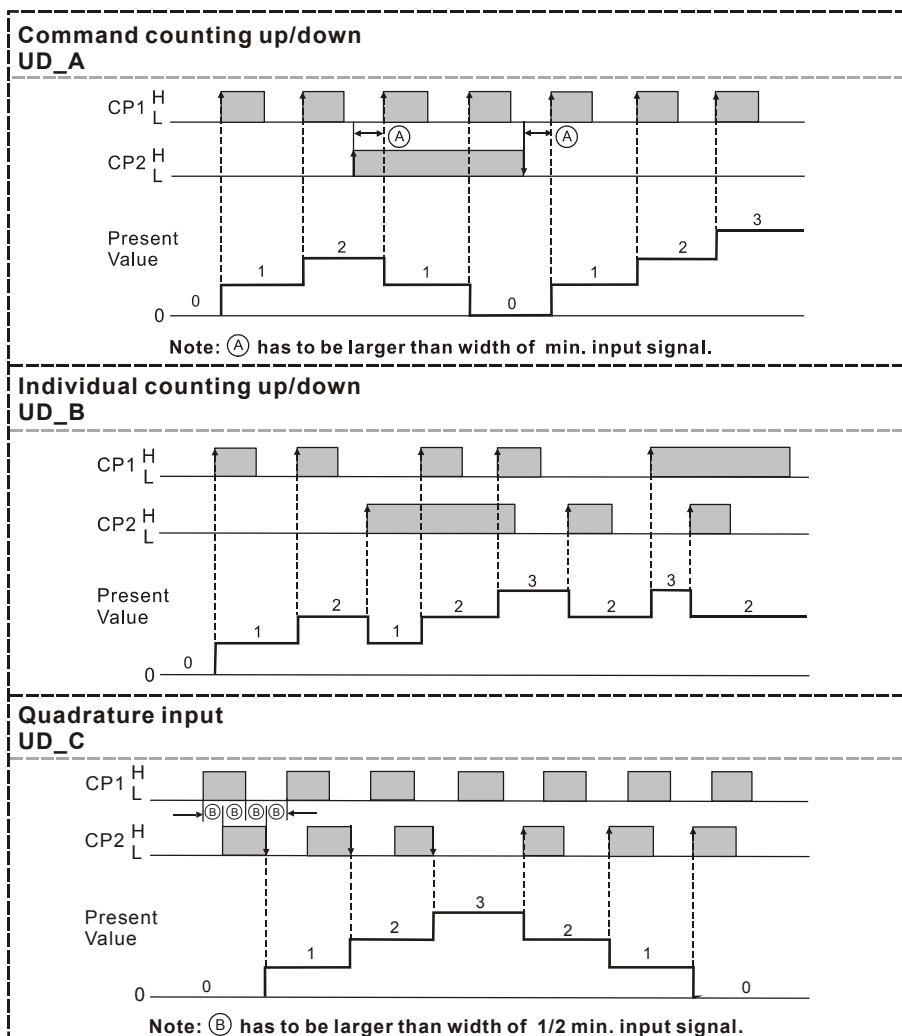 Command counting up/down
UD_A
CP1 H
L
A A
CP2 H
L
Present
Value
0 1 2 1 0 1 2 3
0
Note: A has to be larger than width of min. input signal.
Individual counting up/down
UD_B
CP1 H
L
CP2 H
L
Present
Value
0 1 2 1 2 3 2 3 2
0
Quadrature input
UD_C
CP1 H
L
B B B B
CP2 H
L
Present
Value
0 1 2 3 2 1 0
0
Note: B has to be larger than width of 1/2 min. input signal.